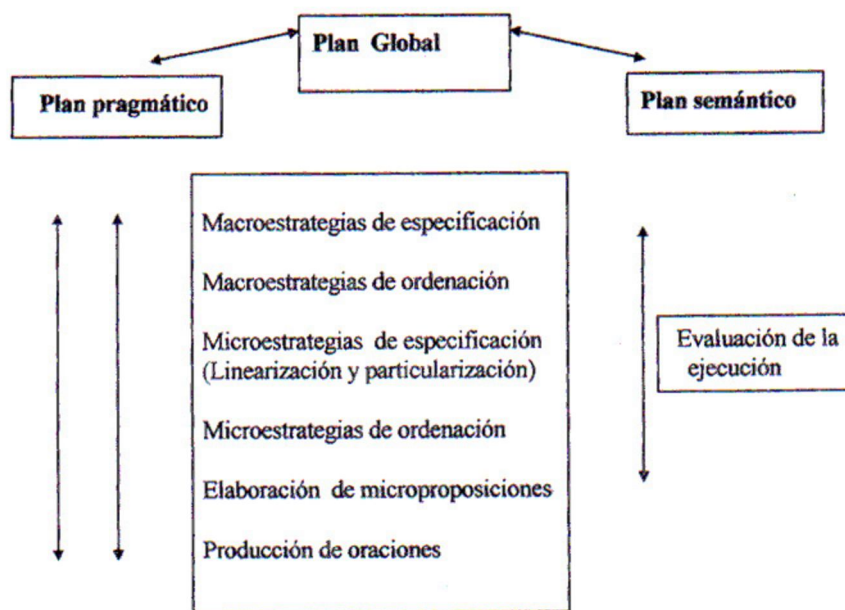 Plan Global
Plan pragmático
Plan semántico
Macroestrategias de especificación
Macroestrategias de ordenación
Microestrategias de especificación
(Linearización y particularización)
Microestrategias de ordenación
Elaboración de microproposiciones
Producción de oraciones
Evaluación de la
ejecución